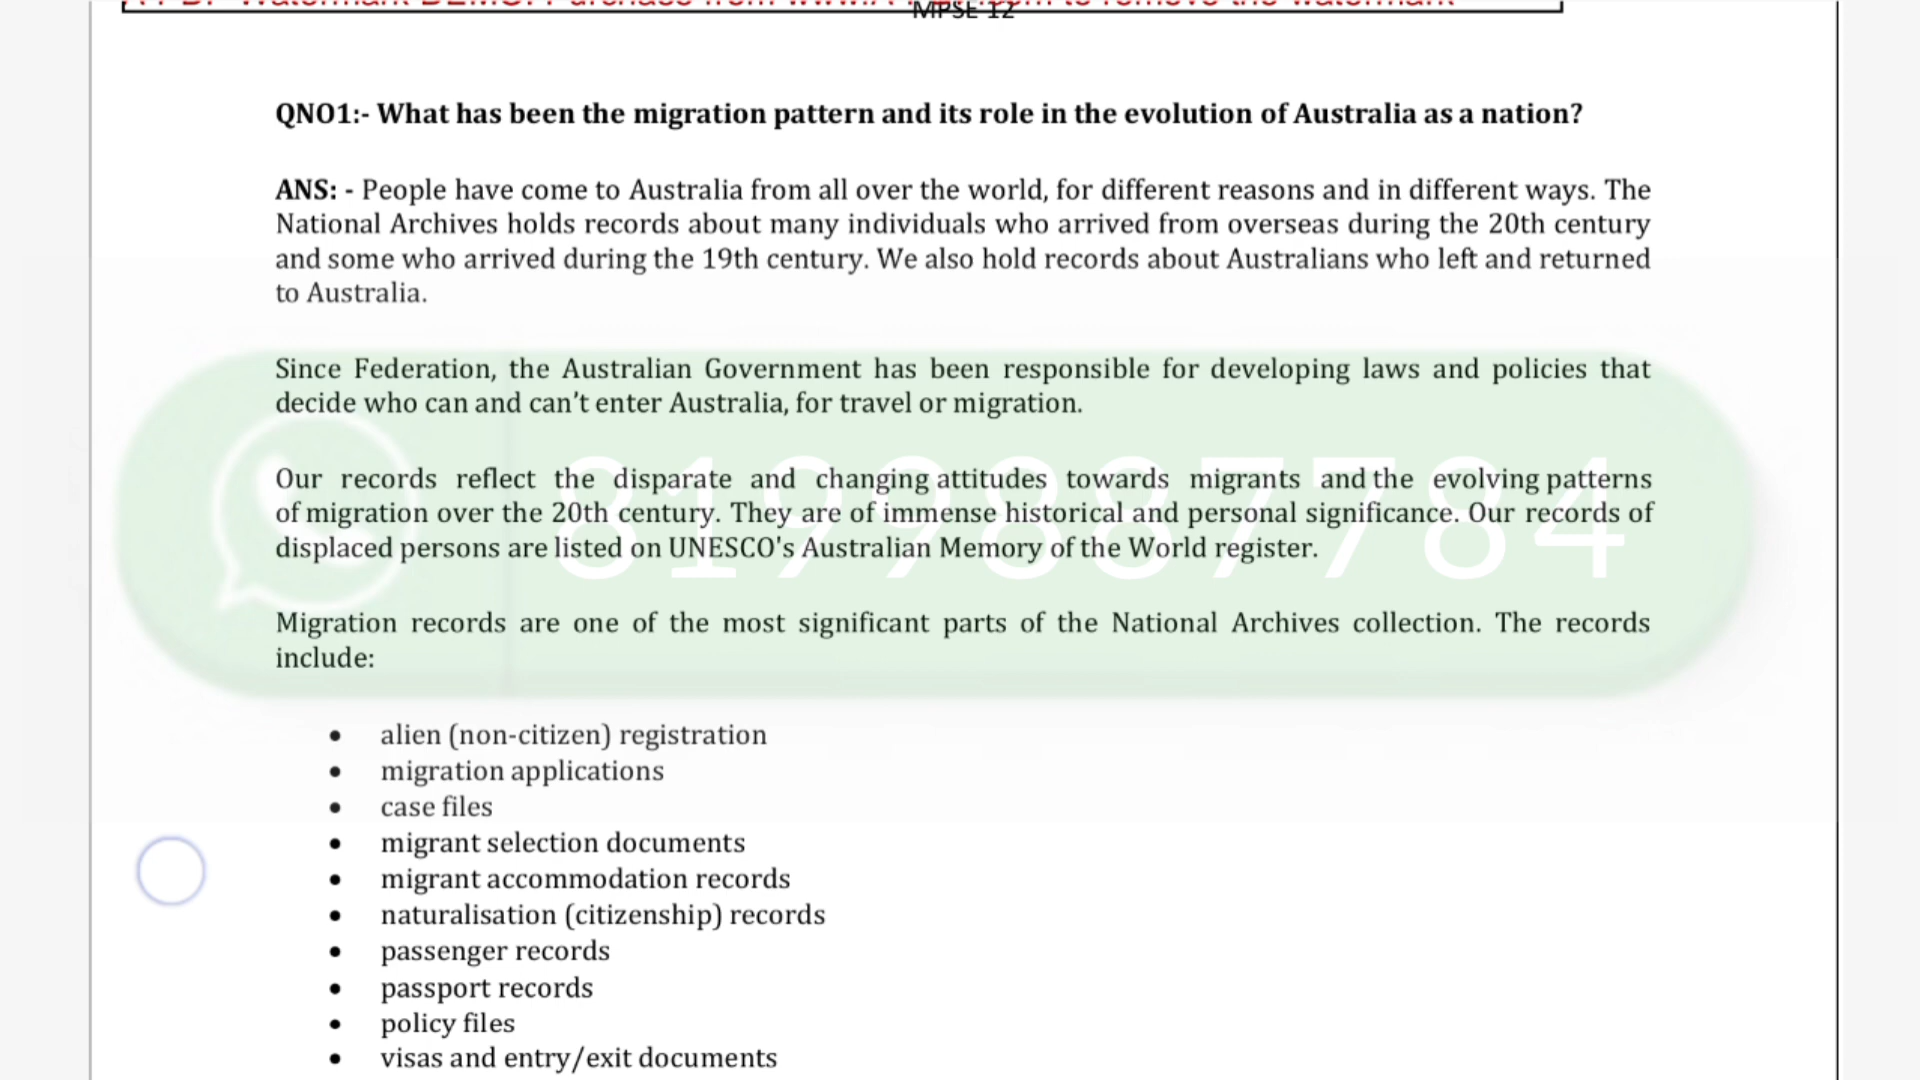 MPSE 12
QNO1:- What has been the migration pattern and its role in the evolution of Australia as a nation?
ANS: - People have come to Australia from all over the world, for different reasons and in different ways. The
National Archives holds records about many individuals who arrived from overseas during the 20th century
and some who arrived during the 19th century. We also hold records about Australians who left and returned
to Australia.
Since Federation, the Australian Government has been responsible for developing laws and policies that
decide who can and can't enter Australia, for travel or migration.
Our records reflect the disparate and changing attitudes towards migrants and the evolving patterns
of migration over the 20th century. They are of immense historical and personal significance. Our records of
displaced persons are listed on UNESCO's Australian Memory of the World register.
8199887784
Migration records are one of the most significant parts of the National Archives collection. The records
include:
• alien (non-citizen) registration
• migration applications
• case files
• migrant selection documents
• migrant accommodation records
• naturalisation (citizenship) records
• passenger records
• passport records
• policy files
• visas and entry/exit documents